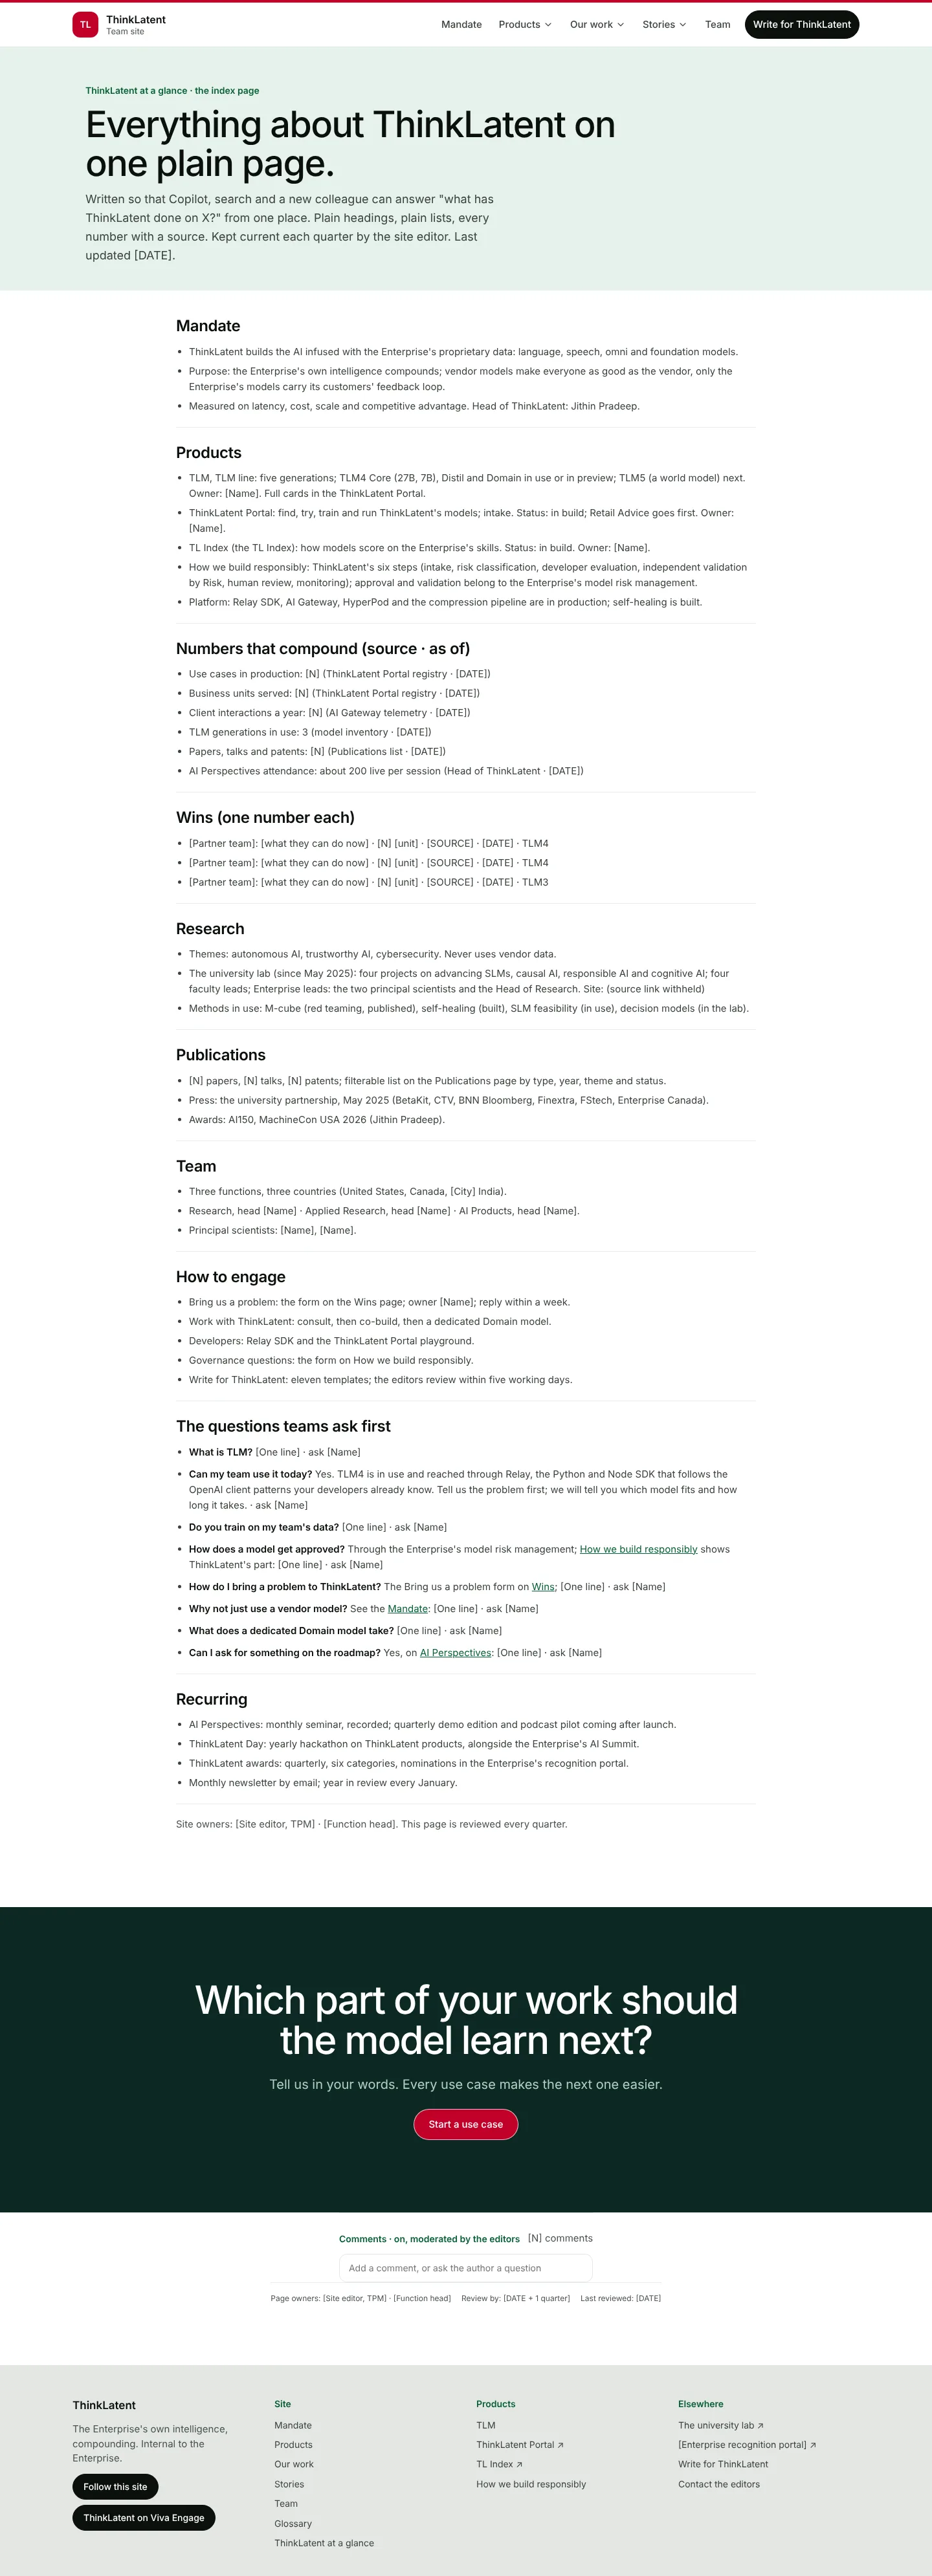 TL
ThinkLatent
Team site
Mandate
Products
Our work
Stories
Team
Write for ThinkLatent
ThinkLatent at a glance · the index page
Everything about ThinkLatent on
one plain page.
Written so that Copilot, search and a new colleague can answer "what has
ThinkLatent done on X?" from one place. Plain headings, plain lists, every
number with a source. Kept current each quarter by the site editor. Last
updated [DATE].
Mandate
• ThinkLatent builds the AI infused with the Enterprise's proprietary data: language, speech, omni and foundation models.
• Purpose: the Enterprise's own intelligence compounds; vendor models make everyone as good as the vendor, only the
Enterprise's models carry its customers' feedback loop.
• Measured on latency, cost, scale and competitive advantage. Head of ThinkLatent: Jithin Pradeep.
Products
• TLM, TLM line: five generations; TLM4 Core (27B, 7B), Distil and Domain in use or in preview; TLM5 (a world model) next.
Owner: [Name]. Full cards in the ThinkLatent Portal.
• ThinkLatent Portal: find, try, train and run ThinkLatent's models; intake. Status: in build; Retail Advice goes first. Owner:
[Name].
• TL Index (the TL Index): how models score on the Enterprise's skills. Status: in build. Owner: [Name].
• How we build responsibly: ThinkLatent's six steps (intake, risk classification, developer evaluation, independent validation
by Risk, human review, monitoring); approval and validation belong to the Enterprise's model risk management.
• Platform: Relay SDK, AI Gateway, HyperPod and the compression pipeline are in production; self-healing is built.
Numbers that compound (source · as of)
• Use cases in production: [N] (ThinkLatent Portal registry · [DATE])
• Business units served: [N] (ThinkLatent Portal registry · [DATE])
• Client interactions a year: [N] (AI Gateway telemetry · [DATE])
• TLM generations in use: 3 (model inventory · [DATE])
• Papers, talks and patents: [N] (Publications list · [DATE])
• AI Perspectives attendance: about 200 live per session (Head of ThinkLatent · [DATE])
Wins (one number each)
• [Partner team]: [what they can do now] · [N] [unit] · [SOURCE] · [DATE] · TLM4
• [Partner team]: [what they can do now] · [N] [unit] · [SOURCE] · [DATE] · TLM4
• [Partner team]: [what they can do now] · [N] [unit] · [SOURCE] · [DATE] · TLM3
Research
• Themes: autonomous AI, trustworthy AI, cybersecurity. Never uses vendor data.
• The university lab (since May 2025): four projects on advancing SLMs, causal AI, responsible AI and cognitive AI; four
faculty leads; Enterprise leads: the two principal scientists and the Head of Research. Site: (source link withheld)
• Methods in use: M-cube (red teaming, published), self-healing (built), SLM feasibility (in use), decision models (in the lab).
Publications
• [N] papers, [N] talks, [N] patents; filterable list on the Publications page by type, year, theme and status.
• Press: the university partnership, May 2025 (BetaKit, CTV, BNN Bloomberg, Finextra, FStech, Enterprise Canada).
• Awards: AI150, MachineCon USA 2026 (Jithin Pradeep).
Team
• Three functions, three countries (United States, Canada, [City] India).
• Research, head [Name] · Applied Research, head [Name] · AI Products, head [Name].
• Principal scientists: [Name], [Name].
How to engage
• Bring us a problem: the form on the Wins page; owner [Name]; reply within a week.
• Work with ThinkLatent: consult, then co-build, then a dedicated Domain model.
• Developers: Relay SDK and the ThinkLatent Portal playground.
• Governance questions: the form on How we build responsibly.
• Write for ThinkLatent: eleven templates; the editors review within five working days.
The questions teams ask first
• What is TLM? [One line] · ask [Name]
• Can my team use it today? Yes. TLM4 is in use and reached through Relay, the Python and Node SDK that follows the
OpenAI client patterns your developers already know. Tell us the problem first; we will tell you which model fits and how
long it takes. · ask [Name]
• Do you train on my team's data? [One line] · ask [Name]
• How does a model get approved? Through the Enterprise's model risk management; How we build responsibly shows
ThinkLatent's part: [One line] · ask [Name]
• How do I bring a problem to ThinkLatent? The Bring us a problem form on Wins; [One line] · ask [Name]
• Why not just use a vendor model? See the Mandate: [One line] · ask [Name]
• What does a dedicated Domain model take? [One line] · ask [Name]
• Can I ask for something on the roadmap? Yes, on AI Perspectives: [One line] · ask [Name]
Recurring
• AI Perspectives: monthly seminar, recorded; quarterly demo edition and podcast pilot coming after launch.
• ThinkLatent Day: yearly hackathon on ThinkLatent products, alongside the Enterprise's AI Summit.
• ThinkLatent awards: quarterly, six categories, nominations in the Enterprise's recognition portal.
• Monthly newsletter by email; year in review every January.
Site owners: [Site editor, TPM] · [Function head]. This page is reviewed every quarter.
Which part of your work should
the model learn next?
Tell us in your words. Every use case makes the next one easier.
Start a use case
Comments · on, moderated by the editors [N] comments
Add a comment, or ask the author a question
Page owners: [Site editor, TPM] · [Function head] Review by: [DATE + 1 quarter] Last reviewed: [DATE]
ThinkLatent
The Enterprise's own intelligence,
compounding. Internal to the
Enterprise.
Follow this site
ThinkLatent on Viva Engage
Site
Mandate
Products
Our work
Stories
Team
Glossary
ThinkLatent at a glance
Products
TLM
ThinkLatent Portal ↗
TL Index ↗
How we build responsibly
Elsewhere
The university lab ↗
[Enterprise recognition portal] ↗
Write for ThinkLatent
Contact the editors